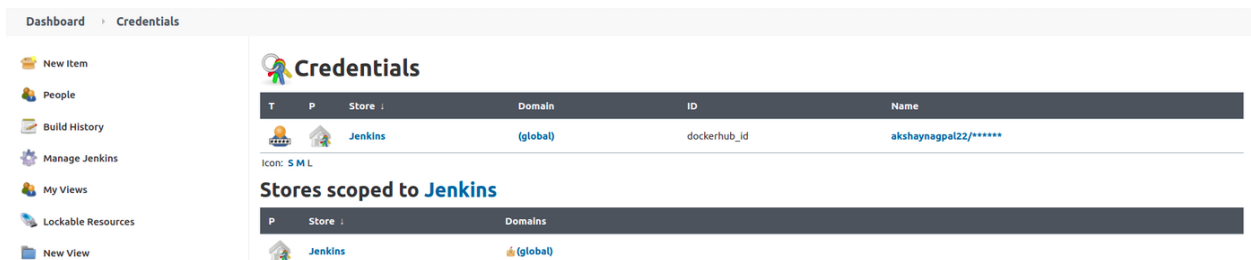 Dashboard › Credentials
New Item
People
Build History
Manage Jenkins
My Views
Lockable Resources
New View
Credentials
T P Store ↓ Domain ID Name
Jenkins (global) dockerhub_id akshaynagpal22/******
Icon: S M L
Stores scoped to Jenkins
P Store ↓ Domains
Jenkins (global)